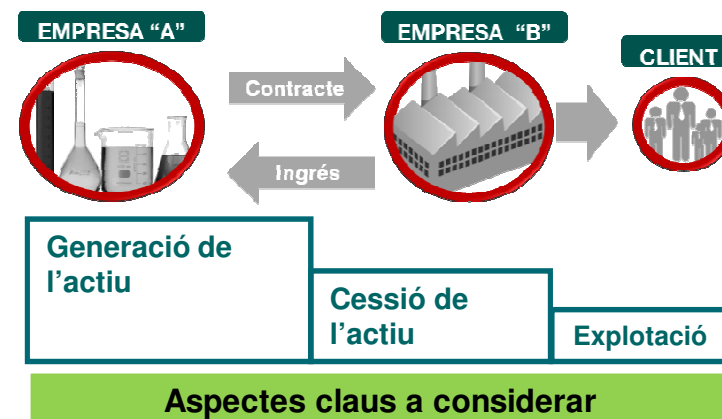 EMPRESA “A”
EMPRESA “B”
CLIENT
Contracte
Ingrés
Generació de
l’actiu
Cessió de
l’actiu
Explotació
Aspectes claus a considerar